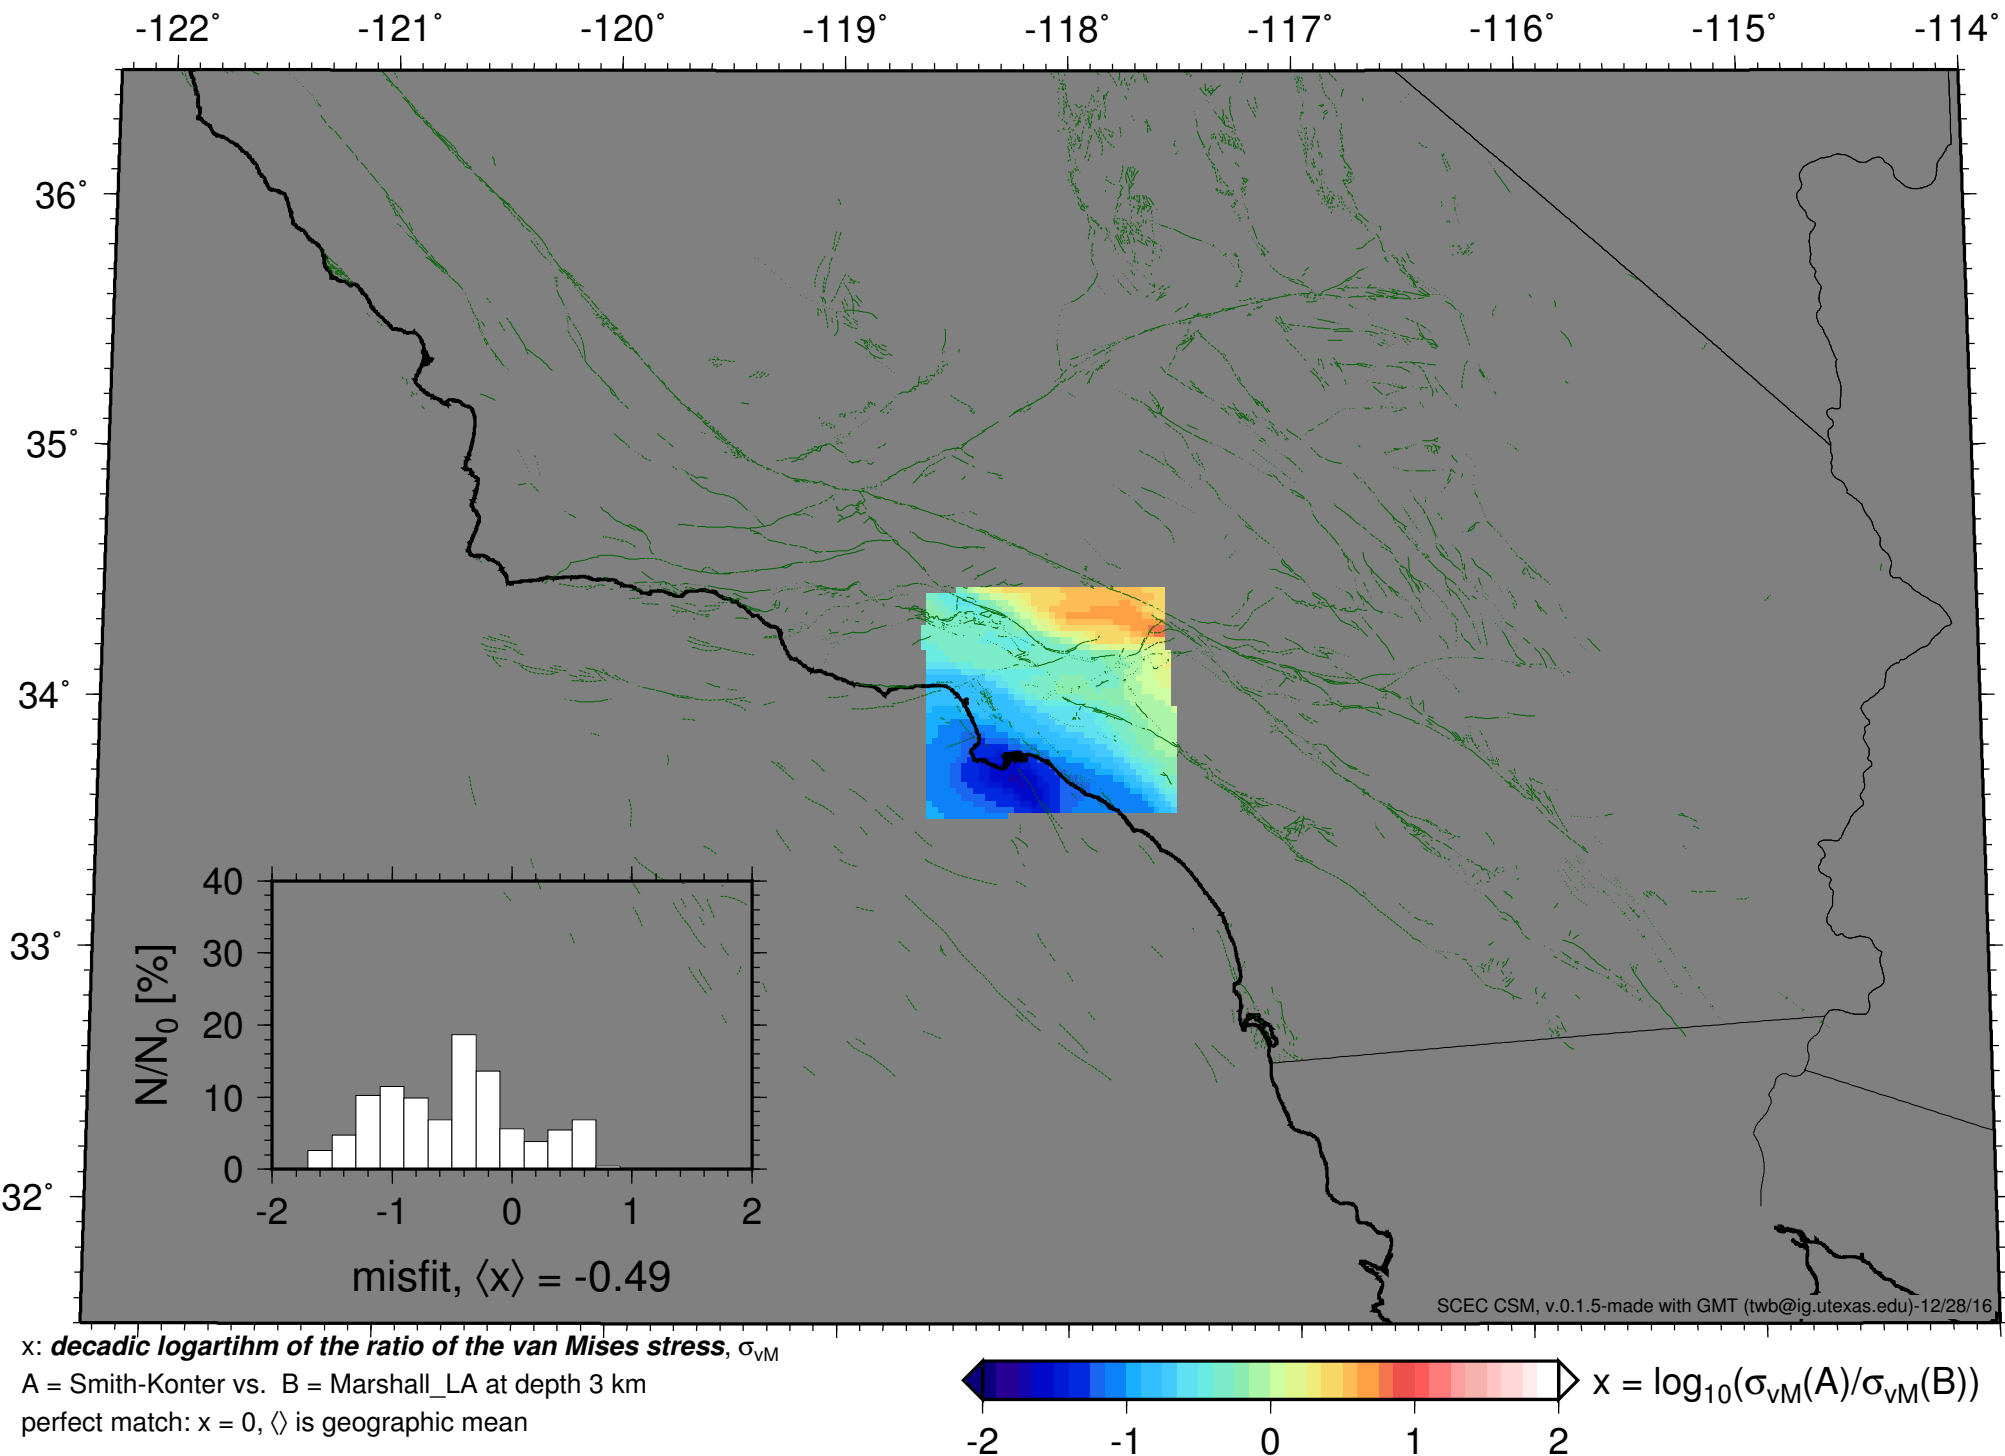 -122° -121° -120° -119° -118° -117° -116° -115° -114°
36°
35°
34°
33°
32°
40
30
20
10
0
N/N0 [%]
-2 -1 0 1 2
misfit, ⟨x⟩ = -0.49
SCEC CSM, v.0.1.5-made with GMT (twb@ig.utexas.edu)-12/28/16
x: decadic logartihm of the ratio of the van Mises stress, σvM
A = Smith-Konter vs. B = Marshall_LA at depth 3 km
perfect match: x = 0, ⟨⟩ is geographic mean
x = log10(σvM(A)/σvM(B))
-2 -1 0 1 2